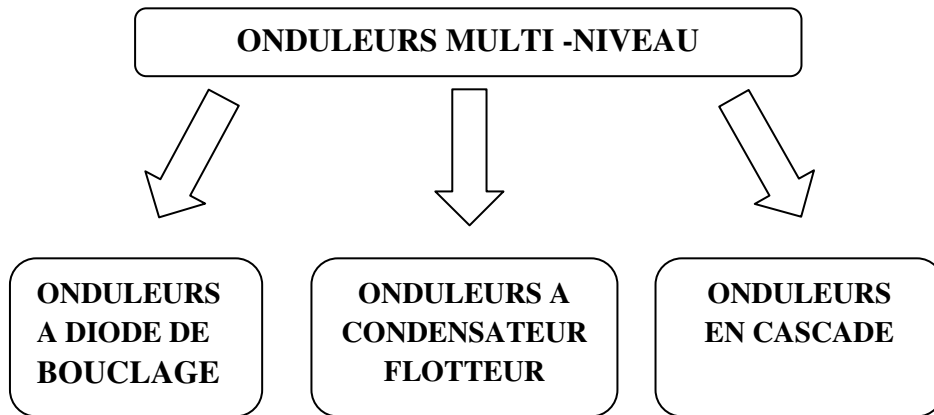 ONDULEURS MULTI -NIVEAU
ONDULEURS
A DIODE DE
BOUCLAGE
ONDULEURS A
CONDENSATEUR
FLOTTEUR
ONDULEURS
EN CASCADE